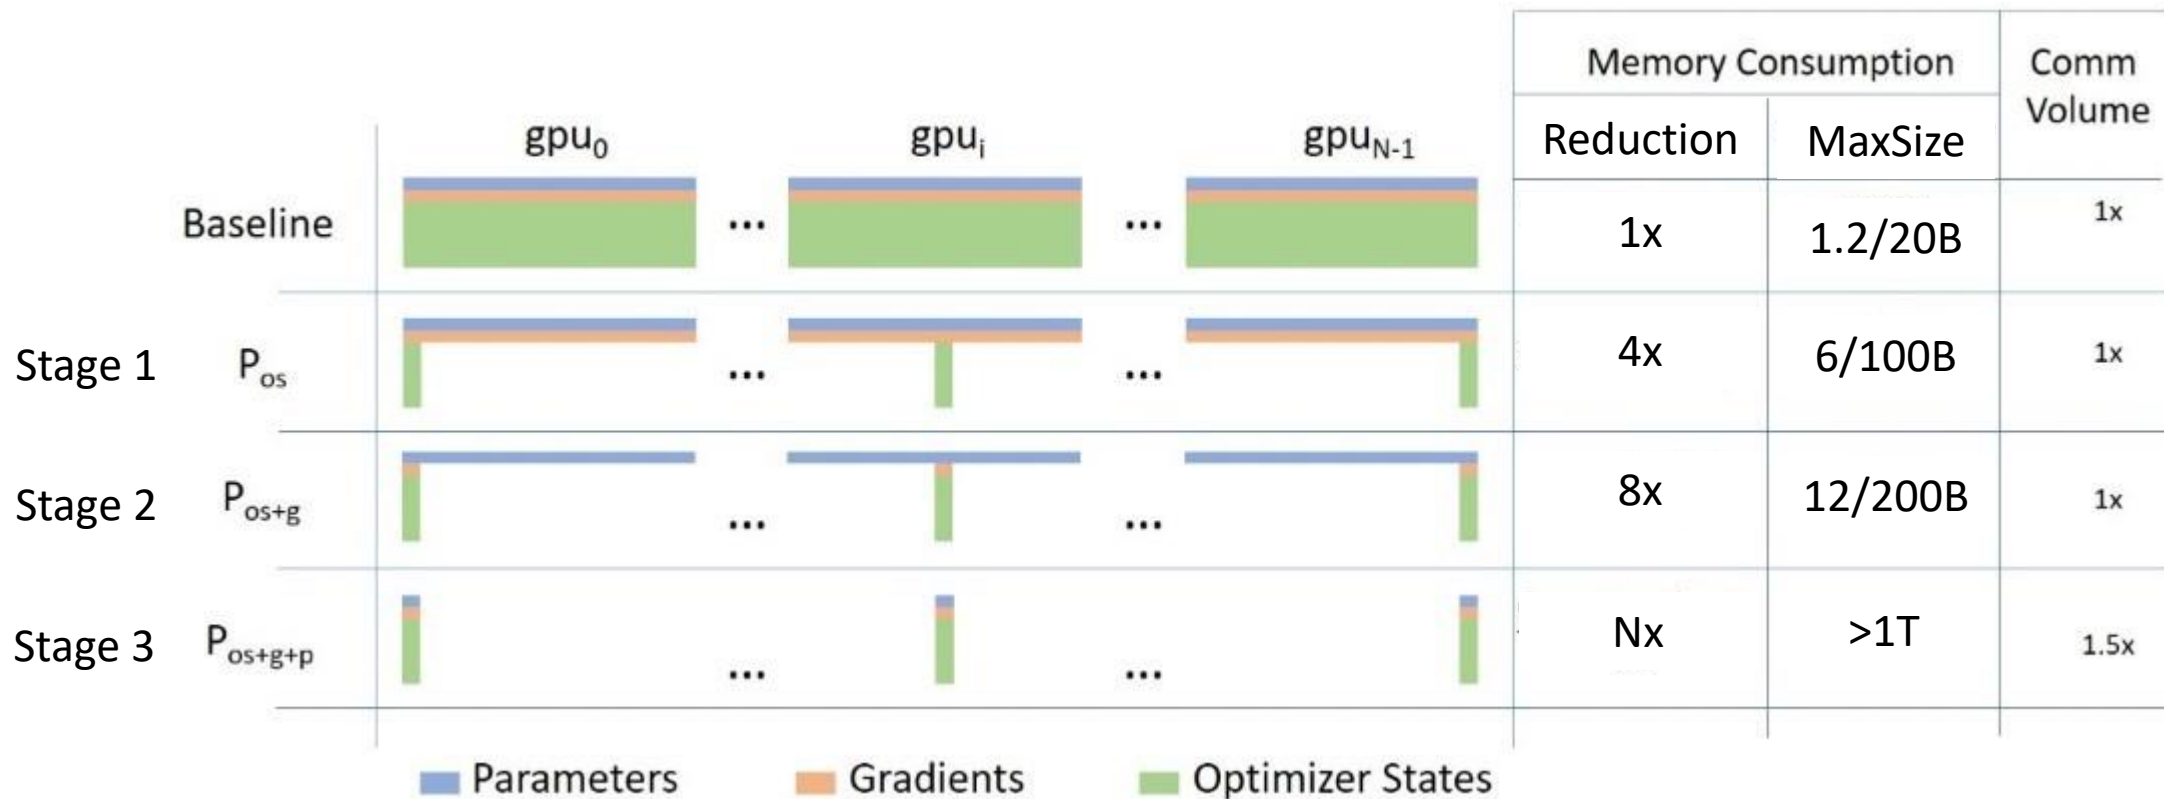 Memory Consumption
Comm
Volume
gpu0
gpui
gpuN-1
Reduction
MaxSize
Baseline
...
...
1x
1.2/20B
1x
Stage 1
Pos
...
...
4x
6/100B
1x
Stage 2
Pos+g
...
...
8x
12/200B
1x
Stage 3
Pos+g+p
...
...
Nx
>1T
1.5x
Parameters
Gradients
Optimizer States